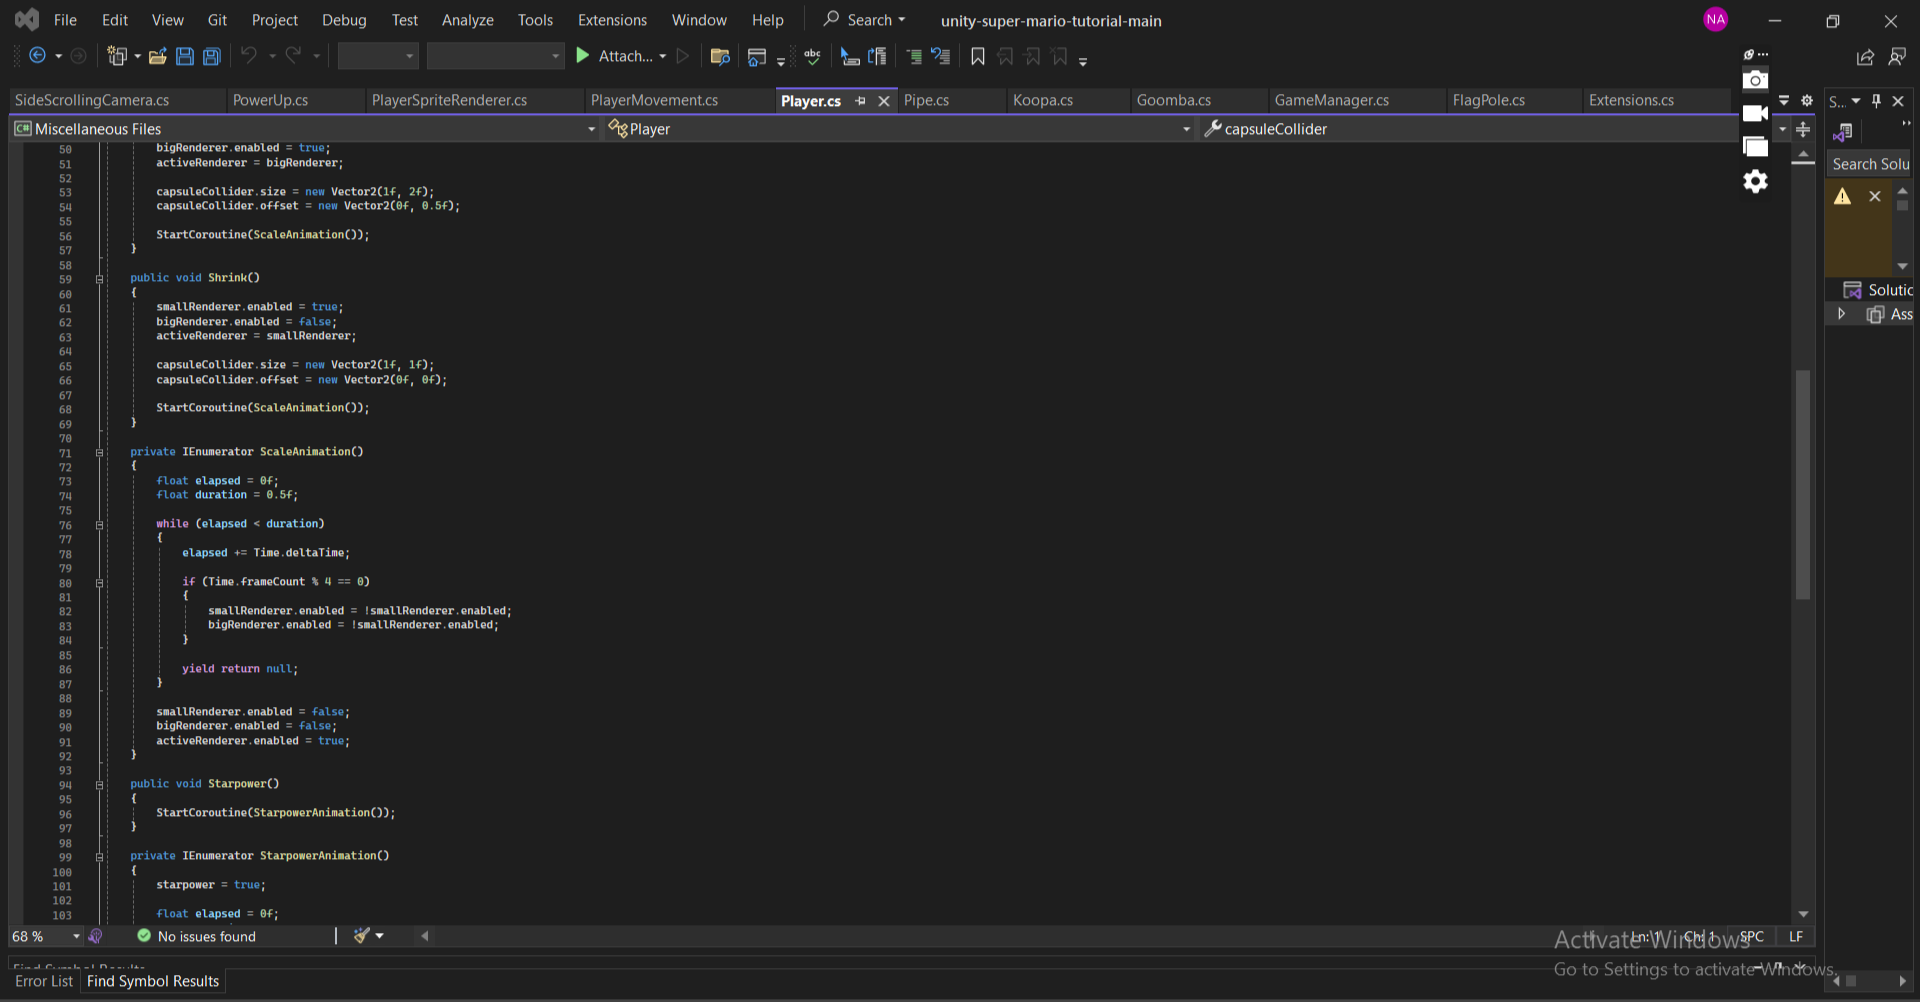 File Edit View Git Project Debug Test Analyze Tools Extensions Window Help Search unity-super-mario-tutorial-main NA
Attach... abc
SideScrollingCamera.cs PowerUp.cs PlayerSpriteRenderer.cs PlayerMovement.cs Player.cs Pipe.cs Koopa.cs Goomba.cs GameManager.cs FlagPole.cs Extensions.cs S...
C# Miscellaneous Files Player capsuleCollider
Search Solu
Solutic
Ass
50 bigRenderer.enabled = true;
51 activeRenderer = bigRenderer;
52
53 capsuleCollider.size = new Vector2(1f, 2f);
54 capsuleCollider.offset = new Vector2(0f, 0.5f);
55
56 StartCoroutine(ScaleAnimation());
57 }
58
59 public void Shrink()
60 {
61 smallRenderer.enabled = true;
62 bigRenderer.enabled = false;
63 activeRenderer = smallRenderer;
64
65 capsuleCollider.size = new Vector2(1f, 1f);
66 capsuleCollider.offset = new Vector2(0f, 0f);
67
68 StartCoroutine(ScaleAnimation());
69 }
70
71 private IEnumerator ScaleAnimation()
72 {
73 float elapsed = 0f;
74 float duration = 0.5f;
75
76 while (elapsed < duration)
77 {
78 elapsed += Time.deltaTime;
79
80 if (Time.frameCount % 4 == 0)
81 {
82 smallRenderer.enabled = !smallRenderer.enabled;
83 bigRenderer.enabled = !smallRenderer.enabled;
84 }
85
86 yield return null;
87 }
88
89 smallRenderer.enabled = false;
90 bigRenderer.enabled = false;
91 activeRenderer.enabled = true;
92 }
93
94 public void Starpower()
95 {
96 StartCoroutine(StarpowerAnimation());
97 }
98
99 private IEnumerator StarpowerAnimation()
100 {
101 starpower = true;
102
103 float elapsed = 0f;
68 % No issues found Ln: 1 Ch: 1 SPC LF
Activate Windows
Go to Settings to activate Windows.
Find Symbol Results
Error List Find Symbol Results